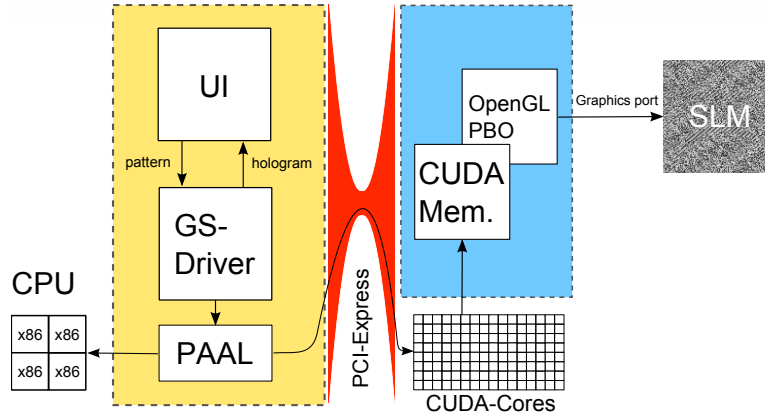 UI
pattern
hologram
GS-
Driver
PAAL
CPU
x86 x86
x86 x86
PCI-Express
OpenGL
PBO
CUDA
Mem.
CUDA-Cores
Graphics port
SLM